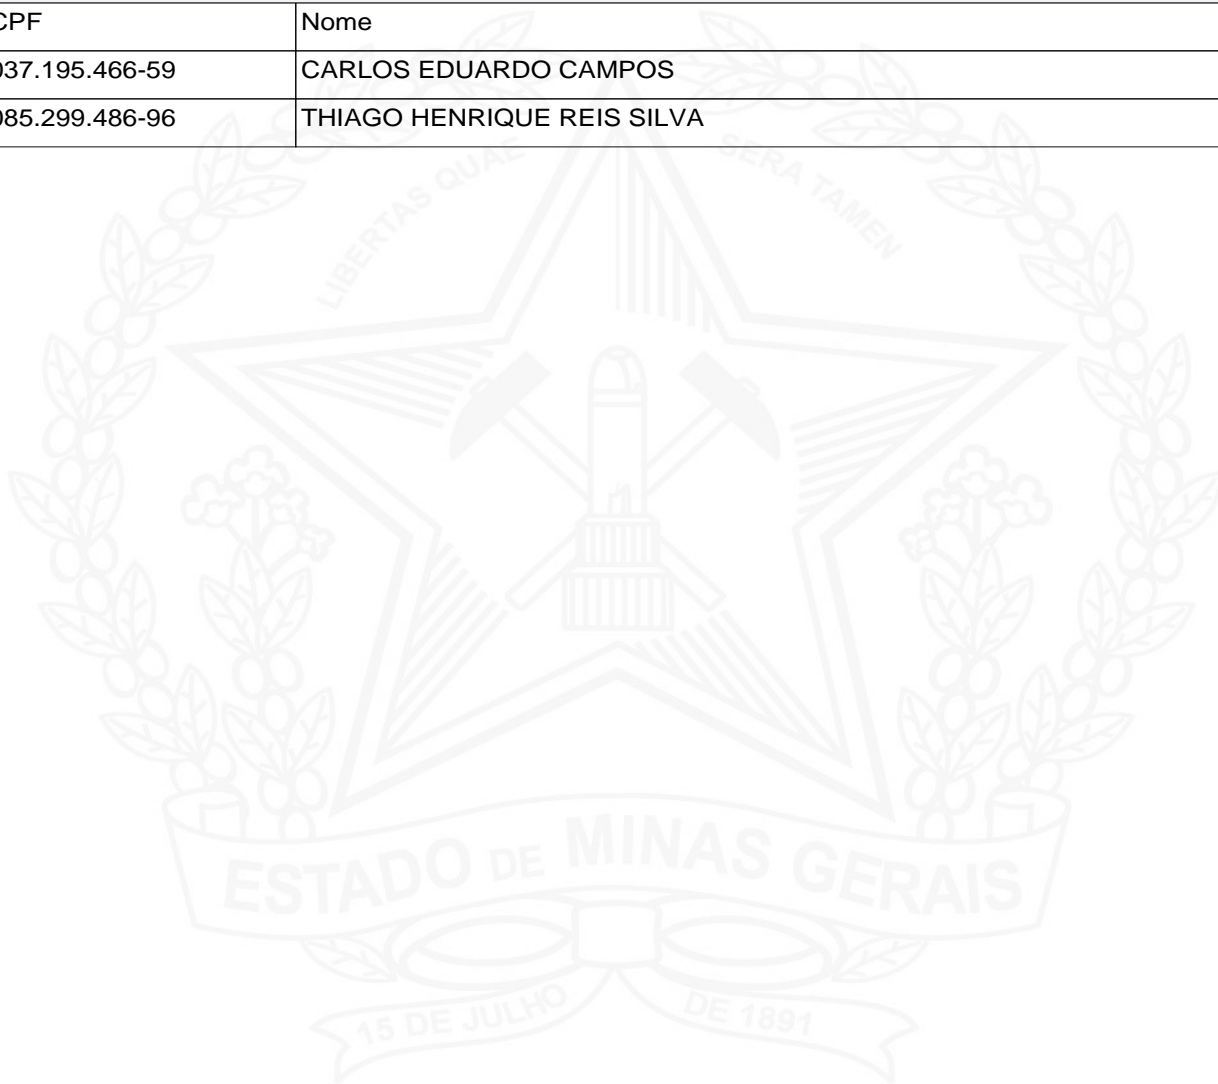 CPF Nome
037.195.466-59 CARLOS EDUARDO CAMPOS
085.299.486-96 THIAGO HENRIQUE REIS SILVA
LIBERTAS QUAE SERA TAMEN
ESTADO DE MINAS GERAIS
15 DE JULHO DE 1891